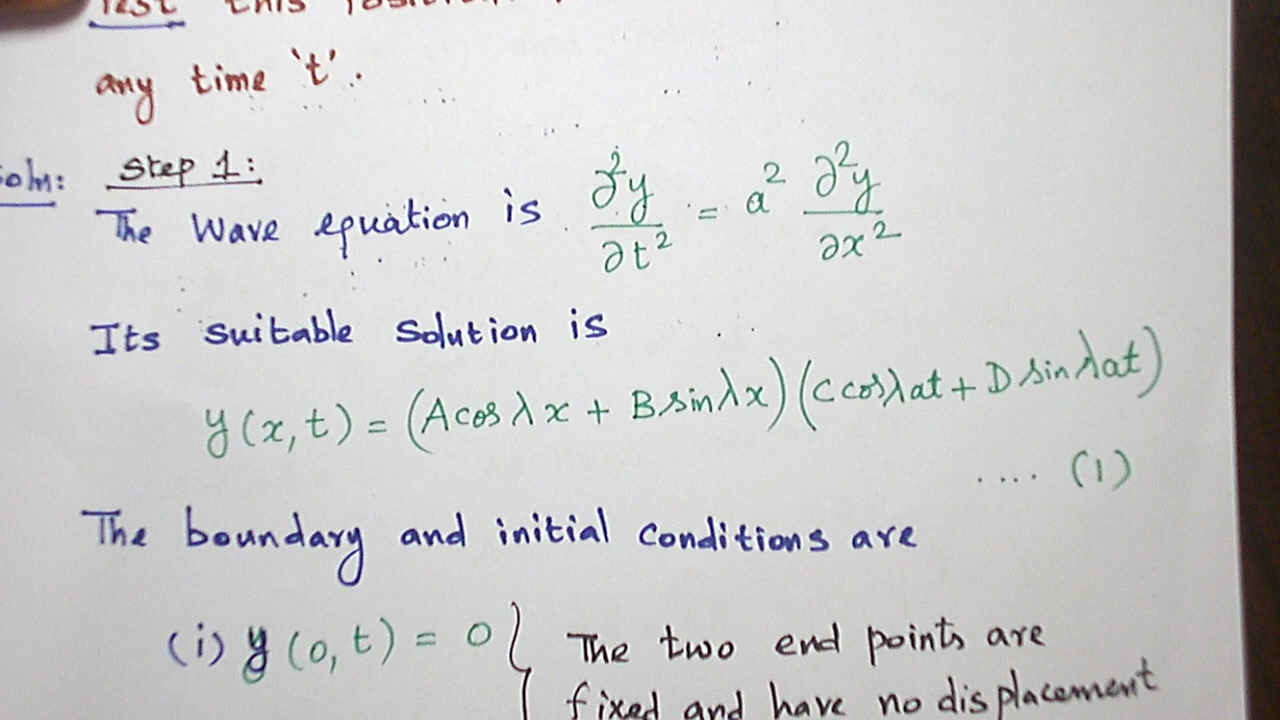 this
any time 't'.
Soln: Step 1:
The Wave equation is ∂²y/∂t² = a² ∂²y/∂x²
Its suitable solution is
y(x,t) = (A cos λx + B sin λx)(C cos λat + D sin λat)
.... (1)
The boundary and initial conditions are
(i) y(0,t) = 0 } The two end points are
fixed and have no displacement